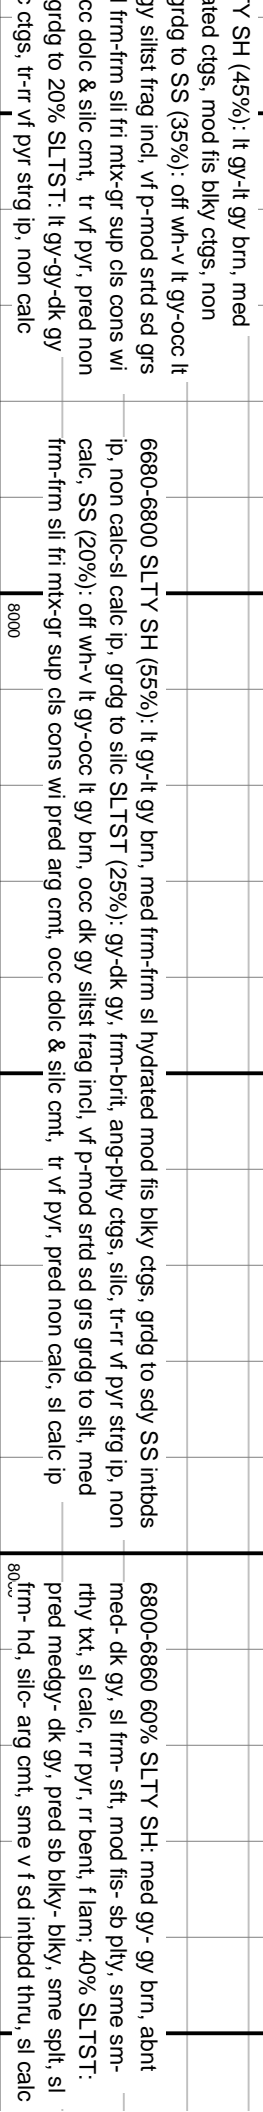 TY SH (45%): lt gy-lt gy brn, med
ated ctgs, mod fis blky ctgs, non
grdg to SS (35%): off wh-v lt gy-occ lt
gy siltst frag incl, vf p-mod srtd sd grs
frm-frm sli fri mtx-gr sup cls cons wi
cc dolc & silc cmt, tr vf pyr, pred non
grdg to 20% SLTST: lt gy-gy-dk gy
c ctgs, tr-rr vf pyr strg ip, non calc
6680-6800 SLTY SH (55%): lt gy-lt gy brn, med frm-frm sl hydrated mod fis blky ctgs, grdg to sdy SS intbds
ip, non calc-sl calc ip, grdg to silc SLTST (25%): gy-dk gy, frm-brit, ang-plty ctgs, silc, tr-rr vf pyr strg ip, non
calc, SS (20%): off wh-v lt gy-occ lt gy brn, occ dk gy siltst frag incl, vf p-mod srtd sd grs grdg to slt, med
frm-frm sli fri mtx-gr sup cls cons wi pred arg cmt, occ dolc & silc cmt, tr vf pyr, pred non calc, sl calc ip
8000
6800-6860 60% SLTY SH: med gy- gy brn, abnt
med- dk gy, sl frm- sft, mod fis- sb plty, sme sm-
rthy txt, sl calc, rr pyr, rr bent, f lam; 40% SLTST:
pred medgy- dk gy, pred sb blky- blky, sme splt, sl
frm- hd, silc- arg cmt, sme v f sd intbdd thru, sl calc